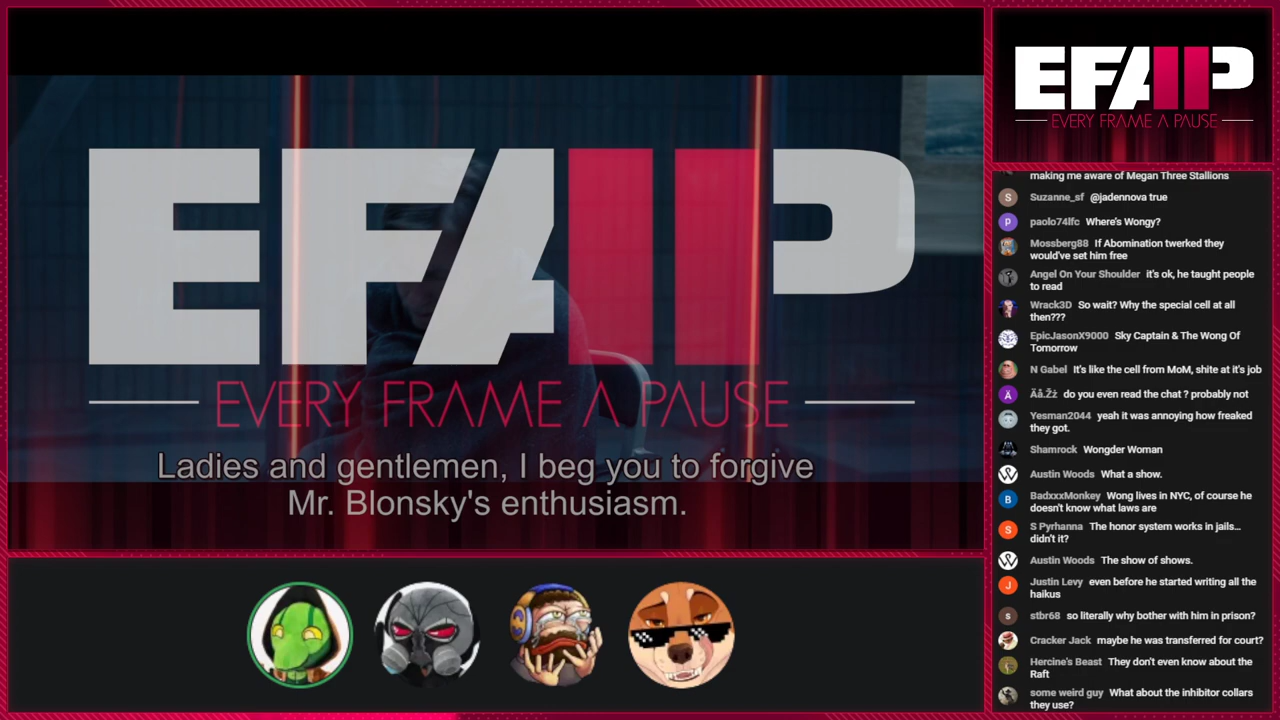 EFAP
EVERY FRAME A PAUSE
Ladies and gentlemen, I beg you to forgive
Mr. Blonsky's enthusiasm.
EFAP
EVERY FRAME A PAUSE
making me aware of Megan Three Stallions
S
Suzanne_sf @jadennova true
P
paolo74lfc Where's Wongy?
Mossberg88 If Abomination twerked they
would've set him free
Angel On Your Shoulder it's ok, he taught people
to read
Wrack3D So wait? Why the special cell at all
then???
EpicJasonX9000 Sky Captain & The Wong Of
Tomorrow
N Gabel It's like the cell from MoM, shite at it's job
Ä
Äâ.Žž do you even read the chat ? probably not
Yesman2044 yeah it was annoying how freaked
they got.
Shamrock Wongder Woman
Austin Woods What a show.
B
BadxxxMonkey Wong lives in NYC, of course he
doesn't know what laws are
S
S Pyrhanna The honor system works in jails...
didn't it?
Austin Woods The show of shows.
J
Justin Levy even before he started writing all the
haikus
s
stbr68 so literally why bother with him in prison?
Cracker Jack maybe he was transferred for court?
Hercine's Beast They don't even know about the
Raft
some weird guy What about the inhibitor collars
they use?